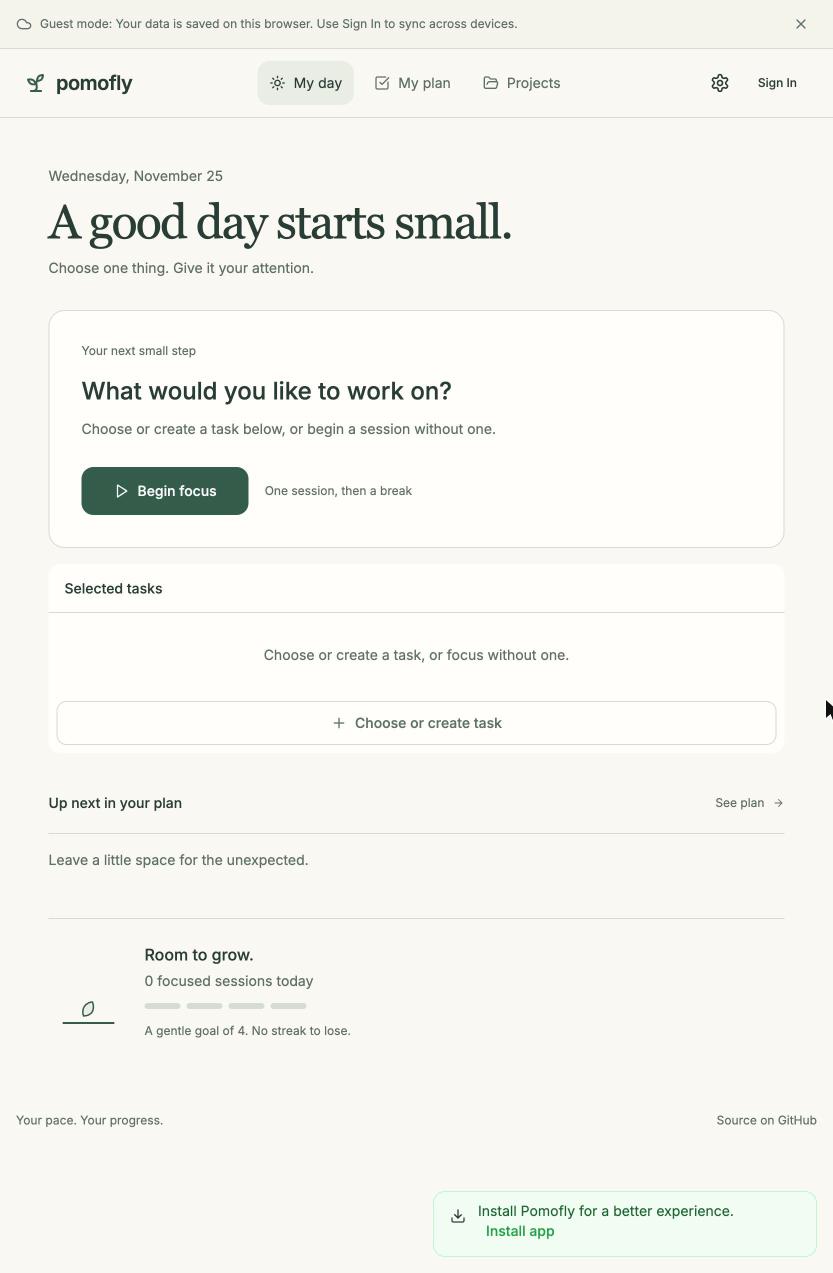 Guest mode: Your data is saved on this browser. Use Sign In to sync across devices.
pomofly
My day
My plan
Projects
Sign In
Wednesday, November 25
A good day starts small.
Choose one thing. Give it your attention.
Your next small step
What would you like to work on?
Choose or create a task below, or begin a session without one.
Begin focus
One session, then a break
Selected tasks
Choose or create a task, or focus without one.
Choose or create task
Up next in your plan
See plan
Leave a little space for the unexpected.
Room to grow.
0 focused sessions today
A gentle goal of 4. No streak to lose.
Your pace. Your progress.
Source on GitHub
Install Pomofly for a better experience.
Install app